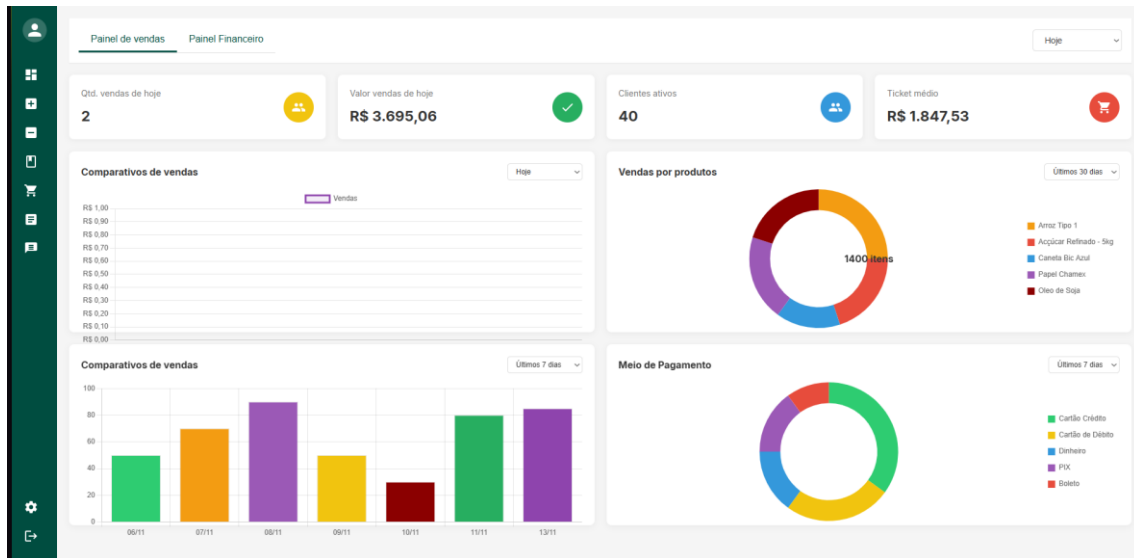 Painel de vendas
Painel Financeiro
Hoje
Qtd. vendas de hoje
2
Valor vendas de hoje
R$ 3.695,06
Clientes ativos
40
Ticket médio
R$ 1.847,53
Comparativos de vendas
Hoje
Vendas
R$ 1,00
R$ 0,90
R$ 0,80
R$ 0,70
R$ 0,60
R$ 0,50
R$ 0,40
R$ 0,30
R$ 0,20
R$ 0,10
R$ 0,00
Vendas por produtos
Últimos 30 dias
1400 itens
Arroz Tipo 1
Acçúcar Refinado - 5kg
Caneta Bic Azul
Papel Chamex
Oleo de Soja
Comparativos de vendas
Últimos 7 dias
100
80
60
40
20
0
06/11
07/11
08/11
09/11
10/11
11/11
13/11
Meio de Pagamento
Últimos 7 dias
Cartão Crédito
Cartão de Débito
Dinheiro
PIX
Boleto